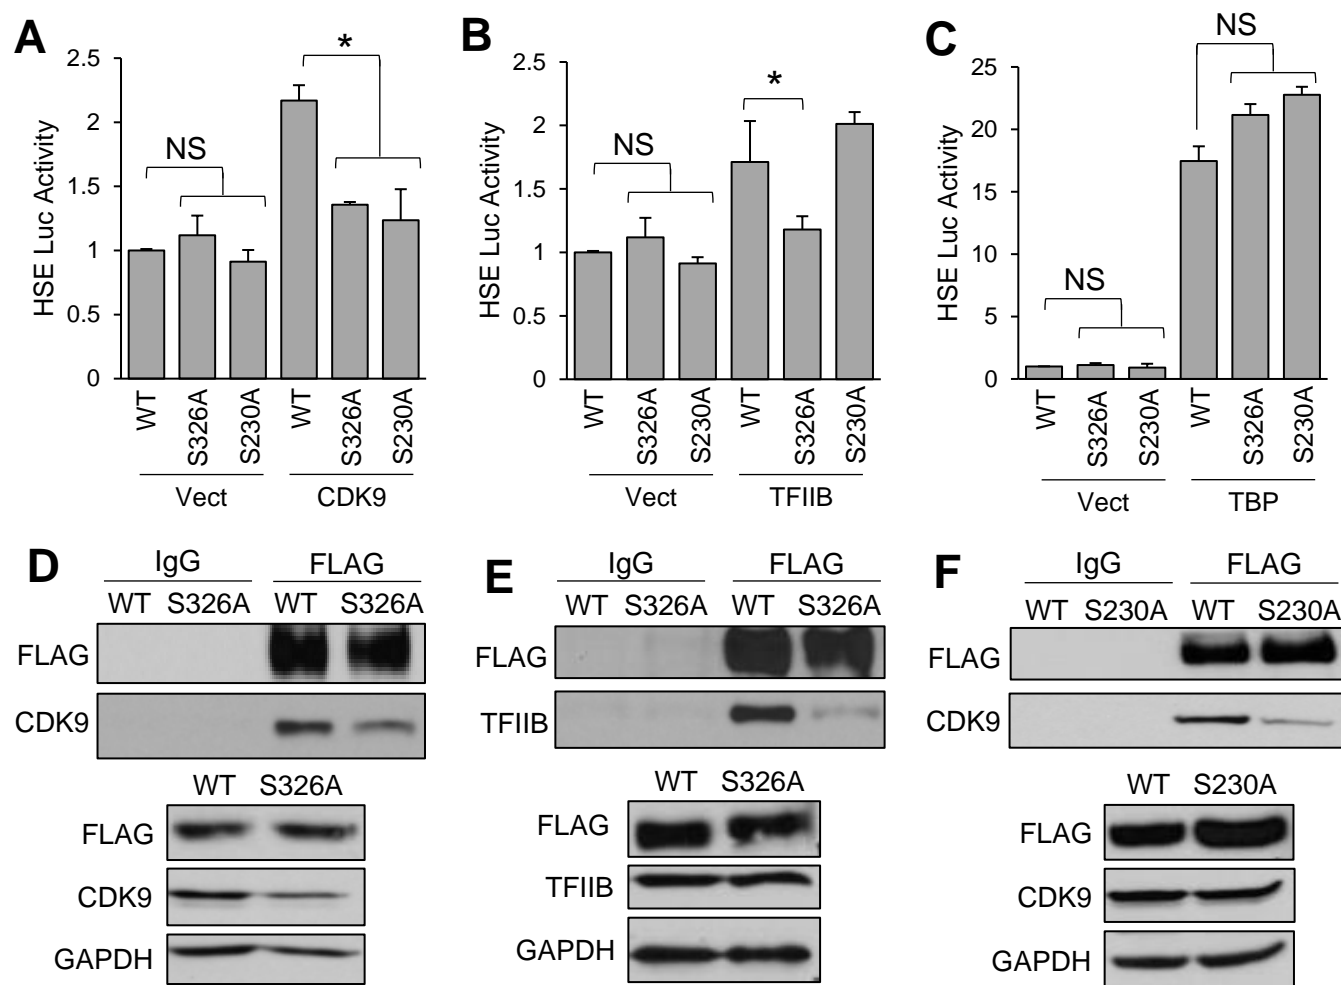 A
HSE Luc Activity
2.5
2
1.5
1
0.5
0
NS
*
WT
S326A
S230A
WT
S326A
S230A
Vect
CDK9
B
HSE Luc Activity
2.5
2
1.5
1
0.5
0
NS
*
WT
S326A
S230A
WT
S326A
S230A
Vect
TFIIB
C
HSE Luc Activity
25
20
15
10
5
0
NS
NS
WT
S326A
S230A
WT
S326A
S230A
Vect
TBP
D
IgG FLAG
WT S326A WT S326A
FLAG
CDK9
WT S326A
FLAG
CDK9
GAPDH
E
IgG FLAG
WT S326A WT S326A
FLAG
TFIIB
WT S326A
FLAG
TFIIB
GAPDH
F
IgG FLAG
WT S230A WT S230A
FLAG
CDK9
WT S230A
FLAG
CDK9
GAPDH